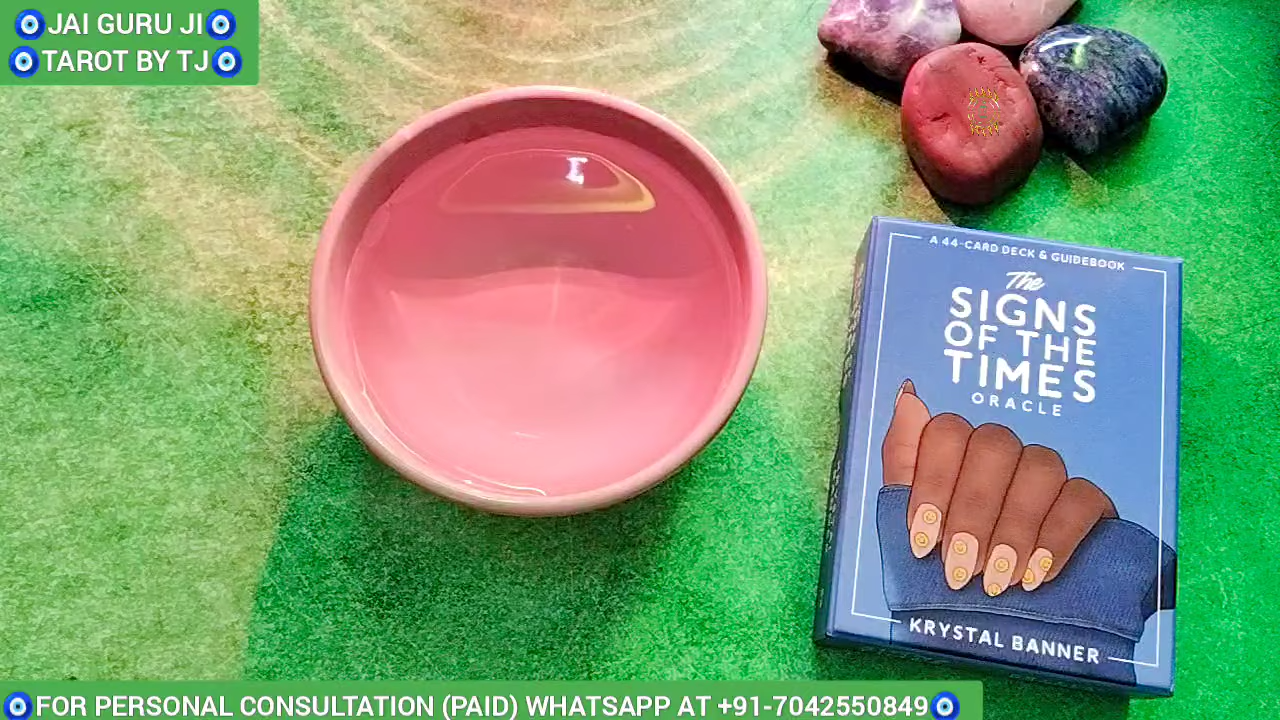 🧿JAI GURU JI🧿
🧿TAROT BY TJ🧿
A 44-CARD DECK & GUIDEBOOK
The
SIGNS
OF THE
TIMES
ORACLE
KRYSTAL BANNER
🧿FOR PERSONAL CONSULTATION (PAID) WHATSAPP AT +91-7042550849🧿